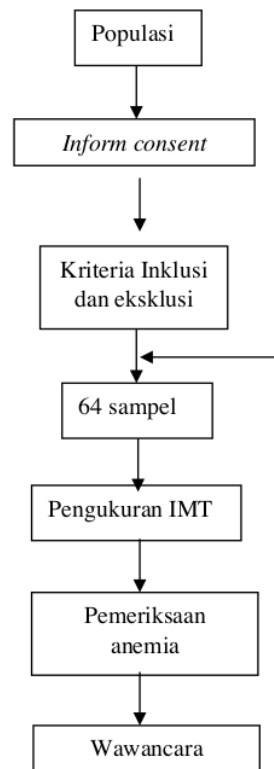 Populasi
Inform consent
Kriteria Inklusi
dan eksklusi
64 sampel
Pengukuran IMT
Pemeriksaan
anemia
Wawancara